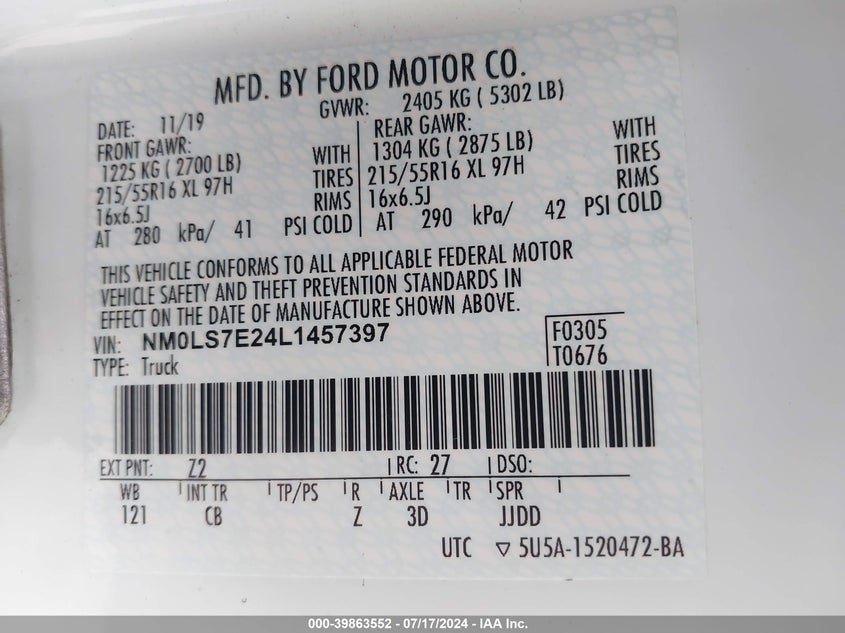 MFD. BY FORD MOTOR CO.
DATE: 11/19 GVWR: 2405 KG ( 5302 LB)
FRONT GAWR: REAR GAWR:
1225 KG ( 2700 LB) WITH 1304 KG ( 2875 LB) WITH
215/55R16 XL 97H TIRES 215/55R16 XL 97H TIRES
16x6.5J RIMS 16x6.5J RIMS
AT 280 kPa/ 41 PSI COLD AT 290 kPa/ 42 PSI COLD
THIS VEHICLE CONFORMS TO ALL APPLICABLE FEDERAL MOTOR
VEHICLE SAFETY AND THEFT PREVENTION STANDARDS IN
EFFECT ON THE DATE OF MANUFACTURE SHOWN ABOVE.
VIN: NM0LS7E24L1457397 F0305
TYPE: Truck T0676
EXT PNT: Z2 RC: 27 DSO:
WB INT TR TP/PS R AXLE TR SPR
121 CB Z 3D JJDD
UTC ▽ 5U5A-1520472-BA
000-39863552 - 07/17/2024 - IAA Inc.